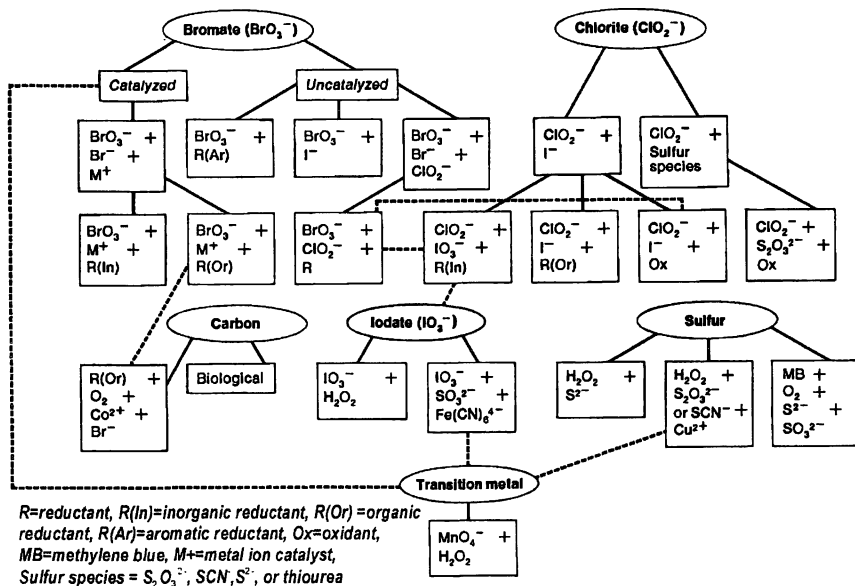 Bromate (BrO₃⁻)
Chlorite (ClO₂⁻)
Catalyzed
Uncatalyzed
BrO₃⁻ +
Br⁻ +
M⁺
BrO₃⁻ +
R(Ar)
BrO₃⁻ +
I⁻
BrO₃⁻ +
Br⁻ +
ClO₂⁻
ClO₂⁻ +
I⁻
ClO₂⁻ +
Sulfur
species
BrO₃⁻ +
M⁺ +
R(In)
BrO₃⁻ +
M⁺ +
R(Or)
BrO₃⁻ +
ClO₂⁻ +
R
ClO₂⁻ +
IO₃⁻ +
R(In)
ClO₂⁻ +
I⁻ +
R(Or)
ClO₂⁻ +
I⁻ +
Ox
ClO₂⁻ +
S₂O₃²⁻ +
Ox
Carbon
Iodate (IO₃⁻)
Sulfur
R(Or) +
O₂ +
Co²⁺ +
Br⁻
Biological
IO₃⁻ +
H₂O₂
IO₃⁻ +
SO₃²⁻ +
Fe(CN)₆⁴⁻
H₂O₂ +
S²⁻
H₂O₂ +
S₂O₃²⁻
or SCN⁻ +
Cu²⁺
MB +
O₂ +
S²⁻ +
SO₃²⁻
Transition metal
MnO₄⁻ +
H₂O₂
R=reductant, R(In)=inorganic reductant, R(Or) =organic
reductant, R(Ar)=aromatic reductant, Ox=oxidant,
MB=methylene blue, M+=metal ion catalyst,
Sulfur species = S₂O₃²⁻, SCN⁻, S²⁻, or thiourea